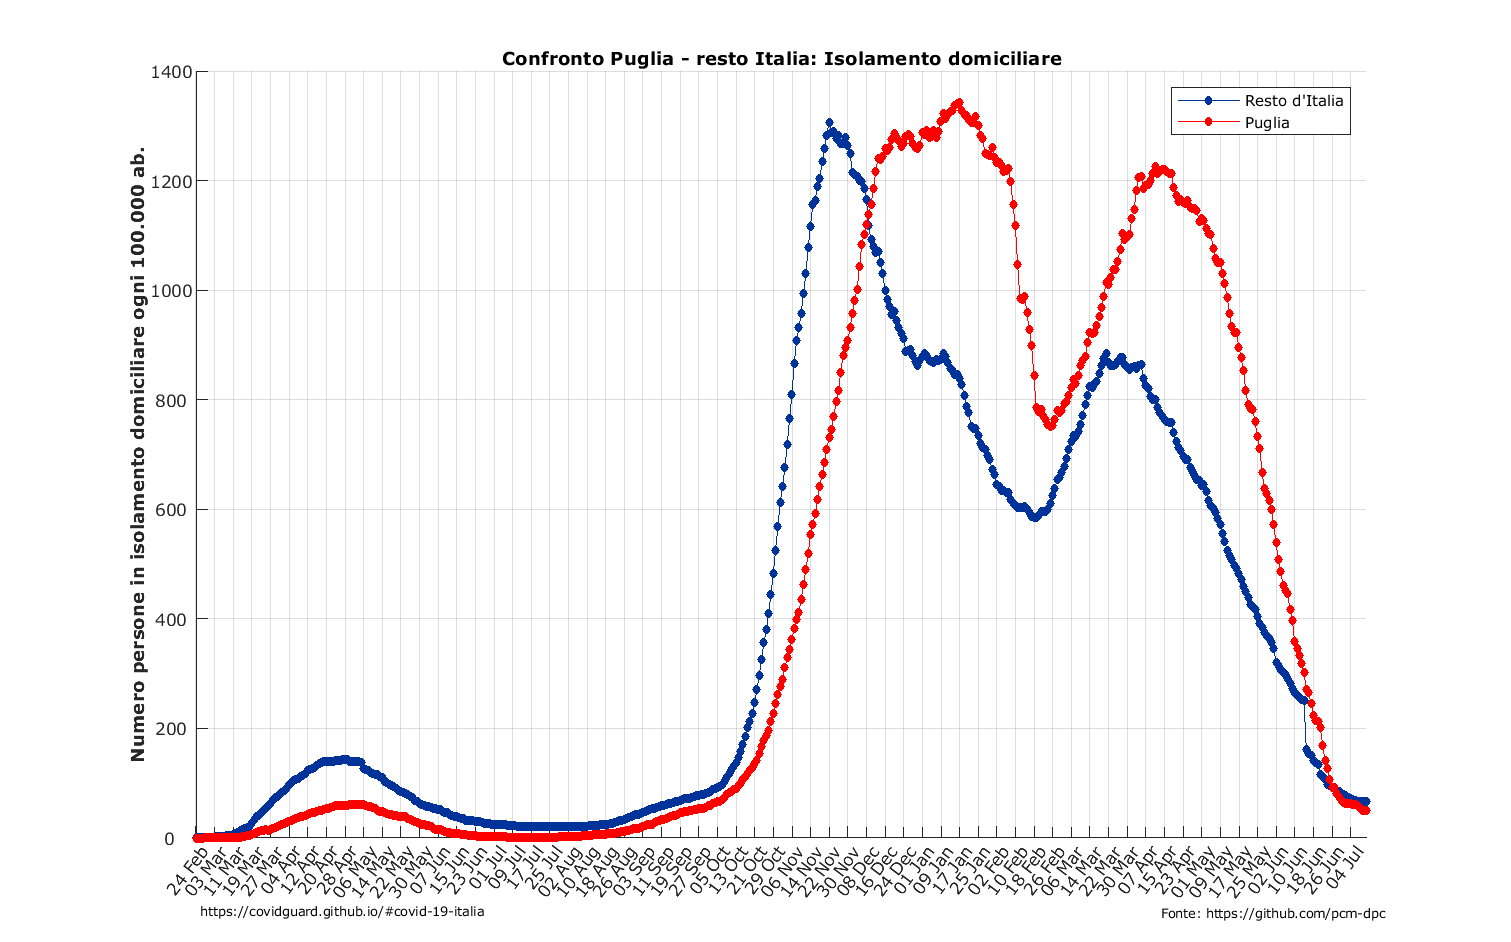 Confronto Puglia - resto Italia: Isolamento domiciliare
Numero persone in isolamento domiciliare ogni 100.000 ab.
1400
1200
1000
800
600
400
200
0
Resto d'Italia
Puglia
24 Feb
03 Mar
11 Mar
19 Mar
27 Mar
04 Apr
12 Apr
20 Apr
28 Apr
06 May
14 May
22 May
30 May
07 Jun
15 Jun
23 Jun
01 Jul
09 Jul
17 Jul
25 Jul
02 Aug
10 Aug
18 Aug
26 Aug
03 Sep
11 Sep
19 Sep
27 Sep
05 Oct
13 Oct
21 Oct
29 Oct
06 Nov
14 Nov
22 Nov
30 Nov
08 Dec
16 Dec
24 Dec
01 Jan
09 Jan
17 Jan
25 Jan
02 Feb
10 Feb
18 Feb
26 Feb
06 Mar
14 Mar
22 Mar
30 Mar
07 Apr
15 Apr
23 Apr
01 May
09 May
17 May
25 May
02 Jun
10 Jun
18 Jun
26 Jun
04 Jul
https://covidguard.github.io/#covid-19-italia
Fonte: https://github.com/pcm-dpc